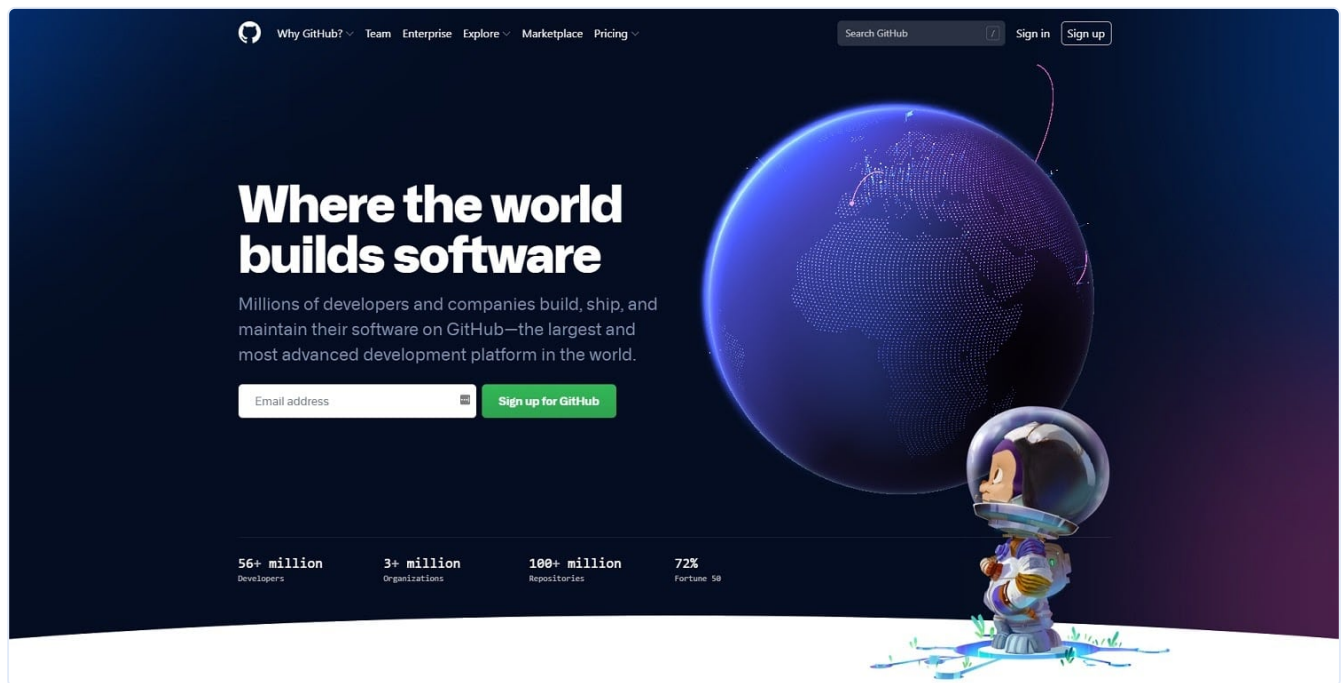 Why GitHub? Team Enterprise Explore Marketplace Pricing Search GitHub / Sign in Sign up
Where the world
builds software
Millions of developers and companies build, ship, and
maintain their software on GitHub—the largest and
most advanced development platform in the world.
Email address Sign up for GitHub
56+ million 3+ million 100+ million 72%
Developers Organizations Repositories Fortune 50